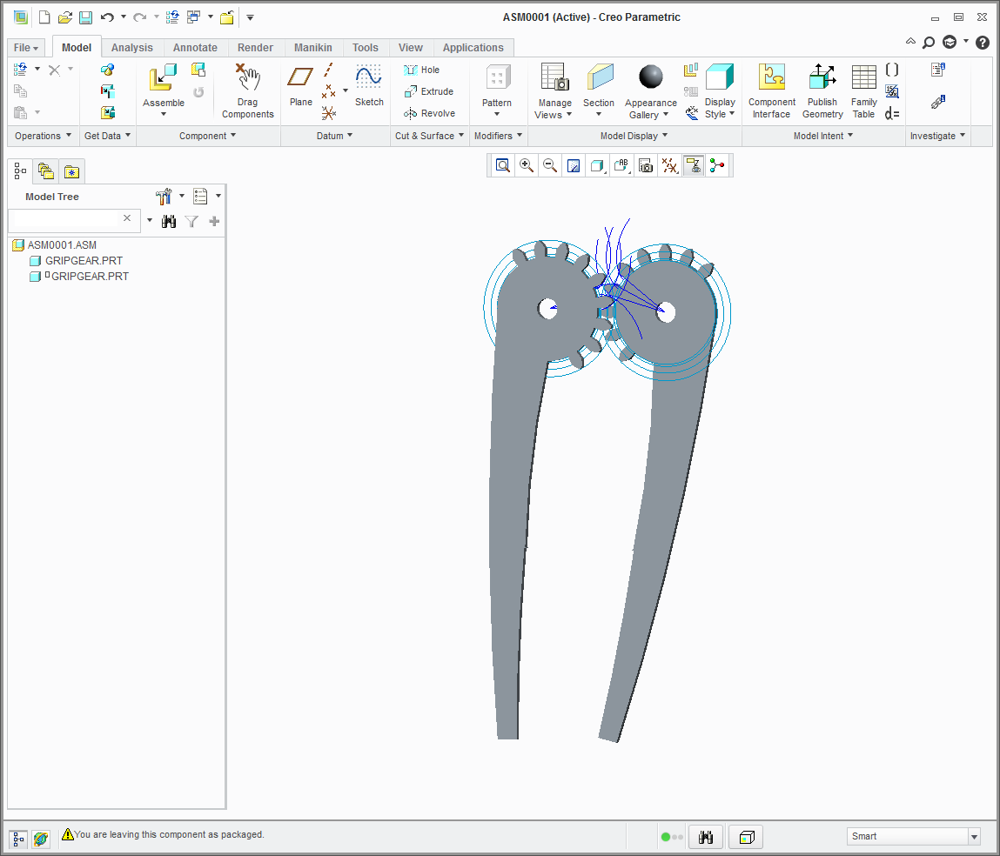 ASM0001 (Active) - Creo Parametric
File Model Analysis Annotate Render Manikin Tools View Applications
Assemble
Drag
Components
Plane
Sketch
Hole
Extrude
Revolve
Pattern
Manage
Views
Section
Appearance
Gallery
Display
Style
Component
Interface
Publish
Geometry
Family
Table
Operations Get Data Component Datum Cut & Surface Modifiers Model Display Model Intent Investigate
Model Tree
ASM0001.ASM
GRIPGEAR.PRT
GRIPGEAR.PRT
You are leaving this component as packaged.
Smart